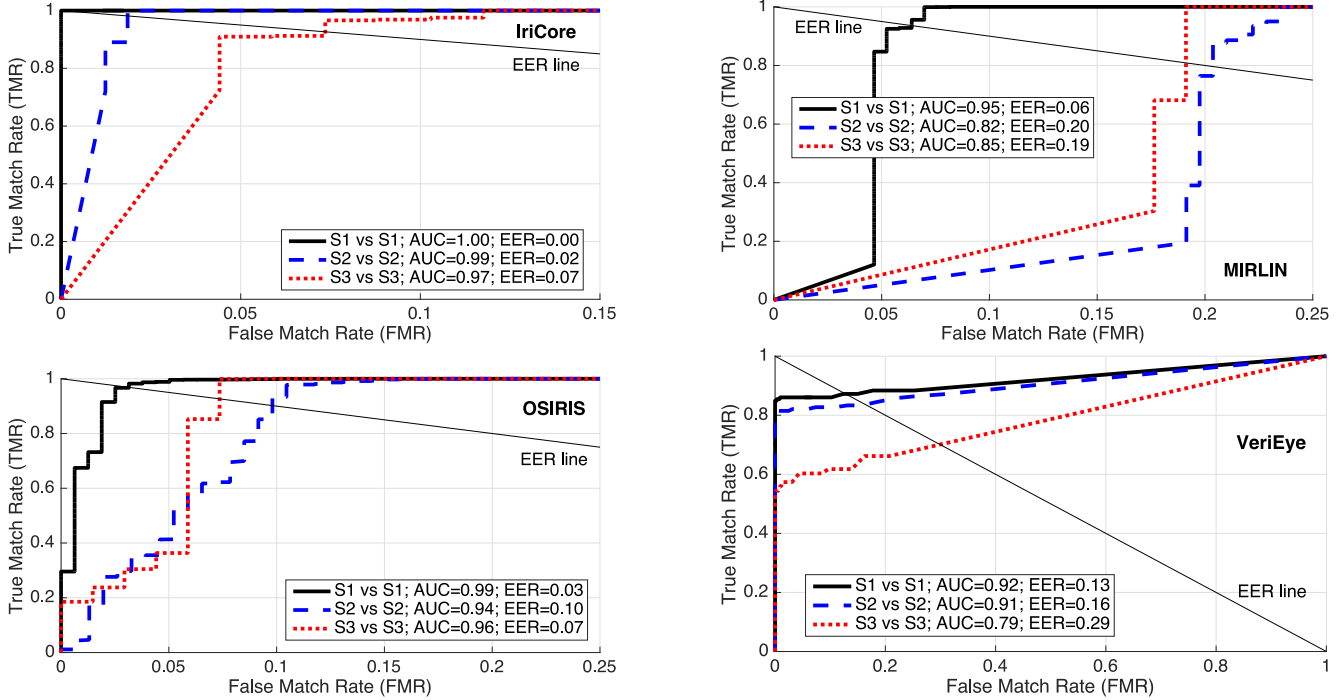 1
0.8
0.6
0.4
0.2
0
True Match Rate (TMR)
IriCore
EER line
S1 vs S1; AUC=1.00; EER=0.00
S2 vs S2; AUC=0.99; EER=0.02
S3 vs S3; AUC=0.97; EER=0.07
0 0.05 0.1 0.15
False Match Rate (FMR)
1
0.8
0.6
0.4
0.2
0
True Match Rate (TMR)
EER line
S1 vs S1; AUC=0.95; EER=0.06
S2 vs S2; AUC=0.82; EER=0.20
S3 vs S3; AUC=0.85; EER=0.19
MIRLIN
0 0.05 0.1 0.15 0.2 0.25
False Match Rate (FMR)
1
0.8
0.6
0.4
0.2
0
True Match Rate (TMR)
OSIRIS
EER line
S1 vs S1; AUC=0.99; EER=0.03
S2 vs S2; AUC=0.94; EER=0.10
S3 vs S3; AUC=0.96; EER=0.07
0 0.05 0.1 0.15 0.2 0.25
False Match Rate (FMR)
1
0.8
0.6
0.4
0.2
0
True Match Rate (TMR)
VeriEye
EER line
S1 vs S1; AUC=0.92; EER=0.13
S2 vs S2; AUC=0.91; EER=0.16
S3 vs S3; AUC=0.79; EER=0.29
0 0.2 0.4 0.6 0.8 1
False Match Rate (FMR)